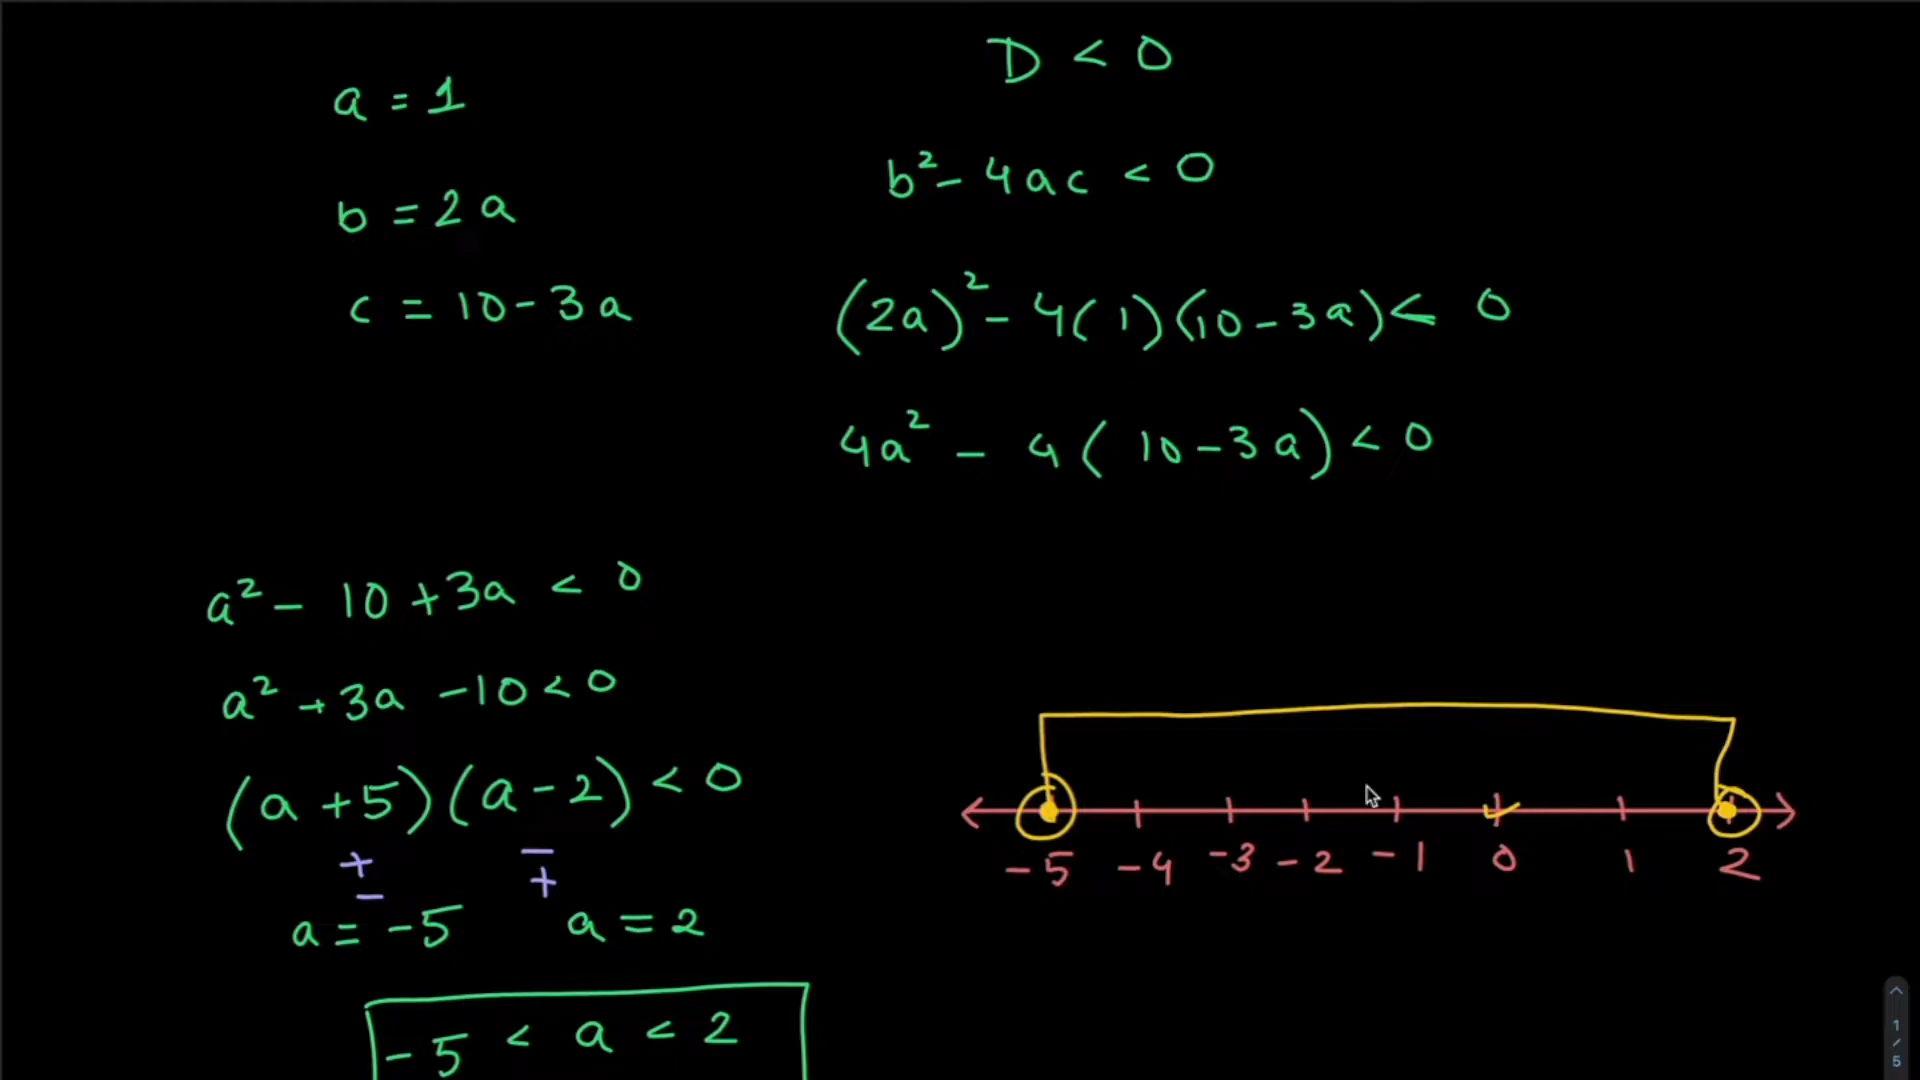 a = 1
b = 2a
c = 10 - 3a
D < 0
b² - 4ac < 0
(2a)² - 4(1)(10 - 3a) < 0
4a² - 4(10 - 3a) < 0
a² - 10 + 3a < 0
a² + 3a - 10 < 0
(a + 5)(a - 2) < 0
+ -
- +
a = -5 a = 2
-5 < a < 2
-5 -4 -3 -2 -1 0 1 2
1
/
5